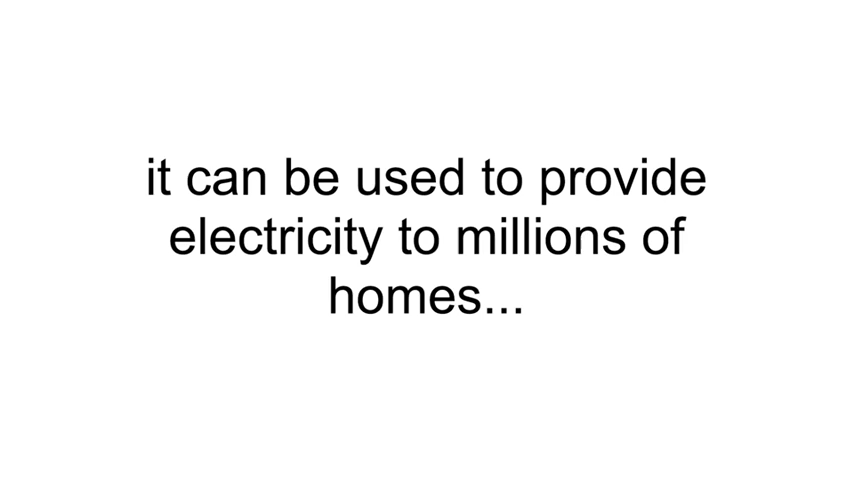 it can be used to provide
electricity to millions of
homes...